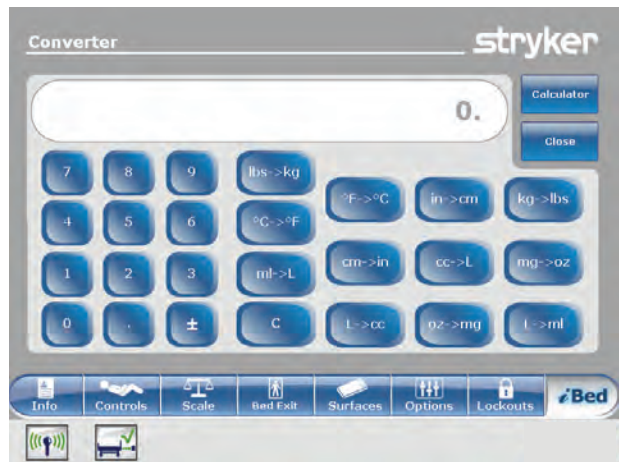 Converter
stryker
0.
Calculator
Close
7 8 9 lbs->kg
°F->°C in->cm kg->lbs
4 5 6 °C->°F
1 2 3 ml->L
cm->in cc->L mg->oz
0 . ± C
L->cc oz->mg L->ml
Info Controls Scale Bed Exit Surfaces Options Lockouts iBed